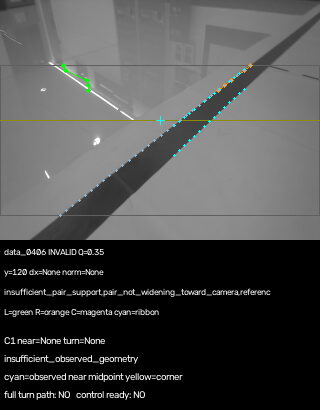 data_0406 INVALID Q=0.35
y=120 dx=None norm=None
insufficient_pair_support,pair_not_widening_toward_camera,referenc
L=green R=orange C=magenta cyan=ribbon
C1 near=None turn=None
insufficient_observed_geometry
cyan=observed near midpoint yellow=corner
full turn path: NO control ready: NO